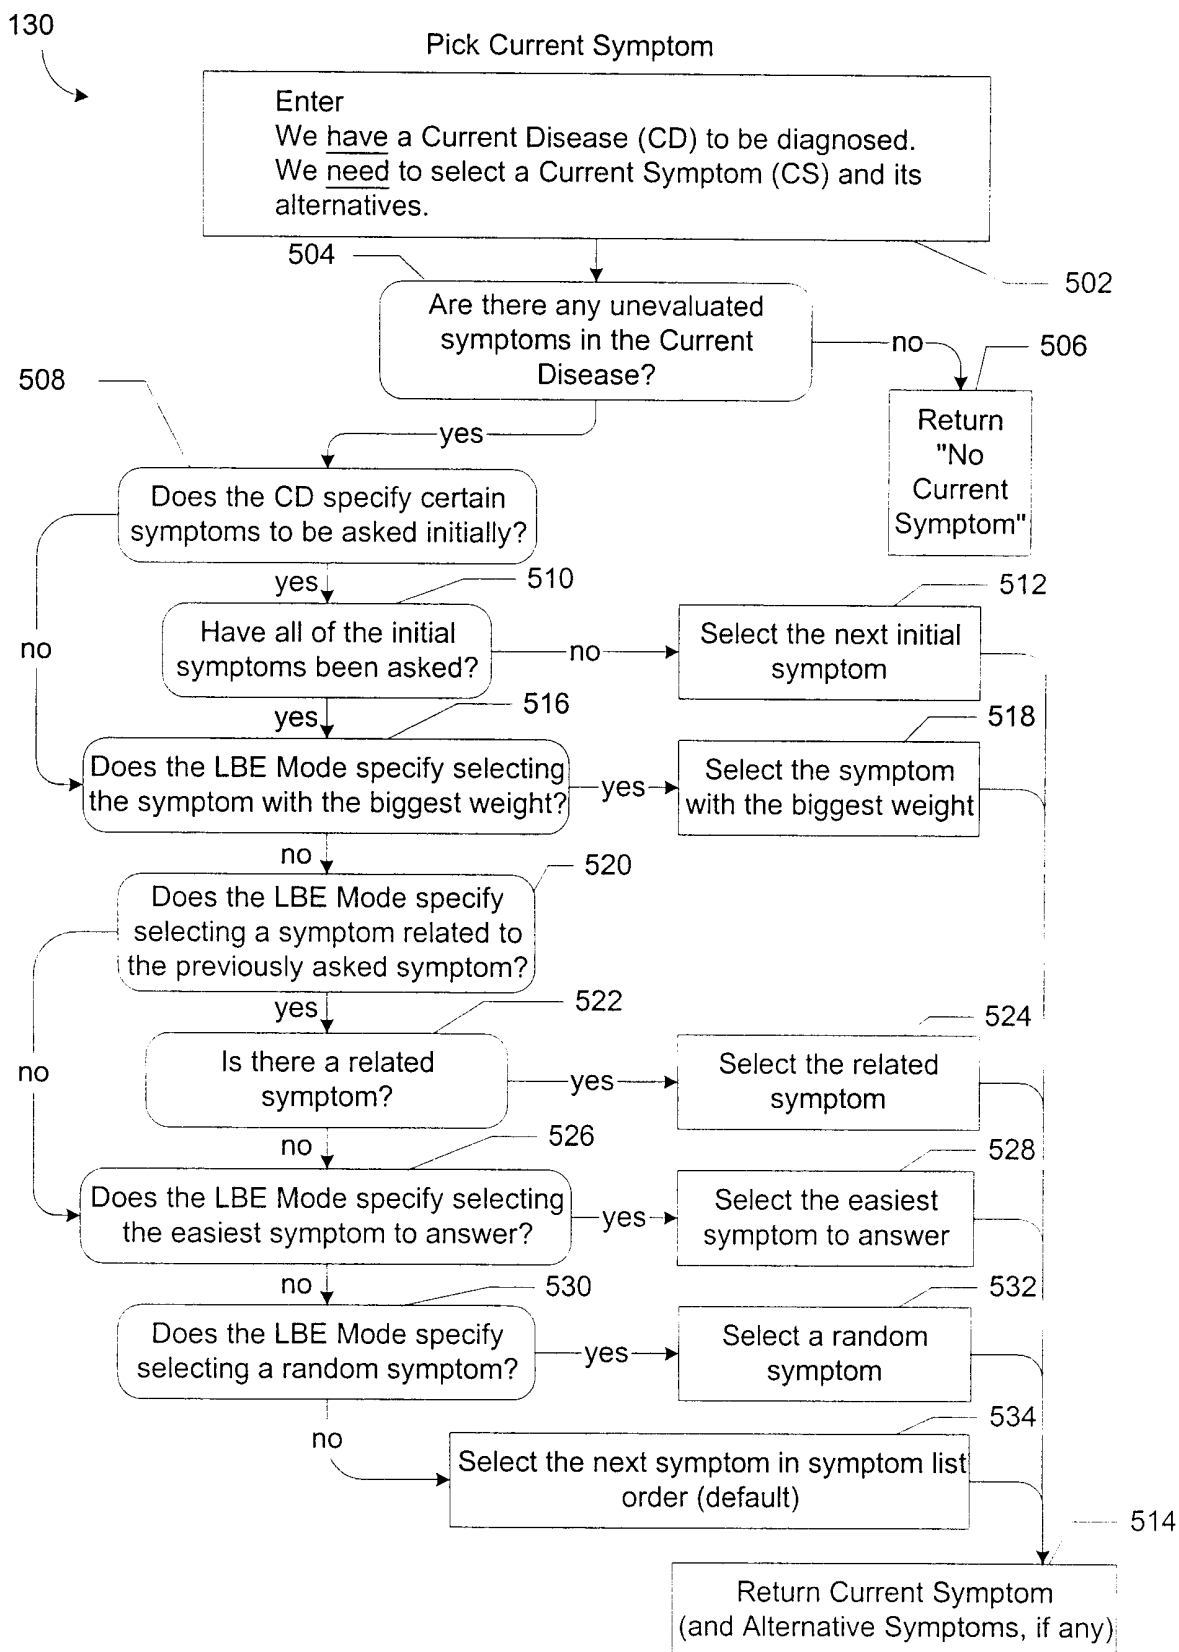 130
Pick Current Symptom
Enter
We have a Current Disease (CD) to be diagnosed.
We need to select a Current Symptom (CS) and its
alternatives.
504
502
Are there any unevaluated
symptoms in the Current
Disease?
no
506
Return
"No
Current
Symptom"
508
yes
Does the CD specify certain
symptoms to be asked initially?
yes
510
512
no
Have all of the initial
symptoms been asked?
no
Select the next initial
symptom
yes
516
518
Does the LBE Mode specify selecting
the symptom with the biggest weight?
yes
Select the symptom
with the biggest weight
no
520
Does the LBE Mode specify
selecting a symptom related to
the previously asked symptom?
yes
522
524
no
Is there a related
symptom?
yes
Select the related
symptom
no
526
528
Does the LBE Mode specify selecting
the easiest symptom to answer?
yes
Select the easiest
symptom to answer
no
530
532
Does the LBE Mode specify
selecting a random symptom?
yes
Select a random
symptom
no
534
Select the next symptom in symptom list
order (default)
514
Return Current Symptom
(and Alternative Symptoms, if any)